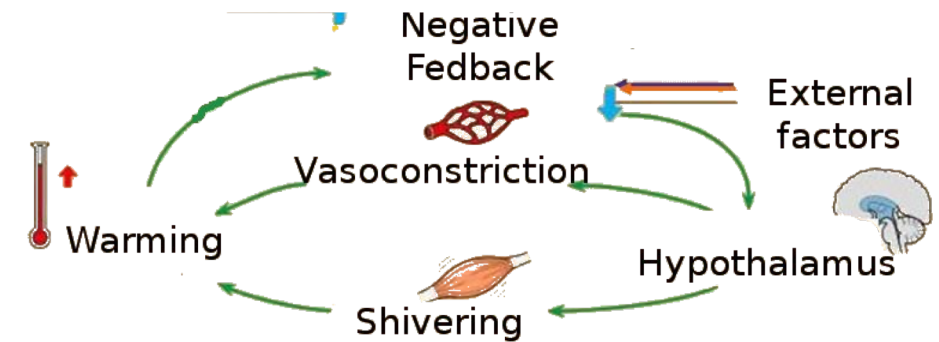 Negative
Fedback
External
factors
Vasoconstriction
Warming
Hypothalamus
Shivering